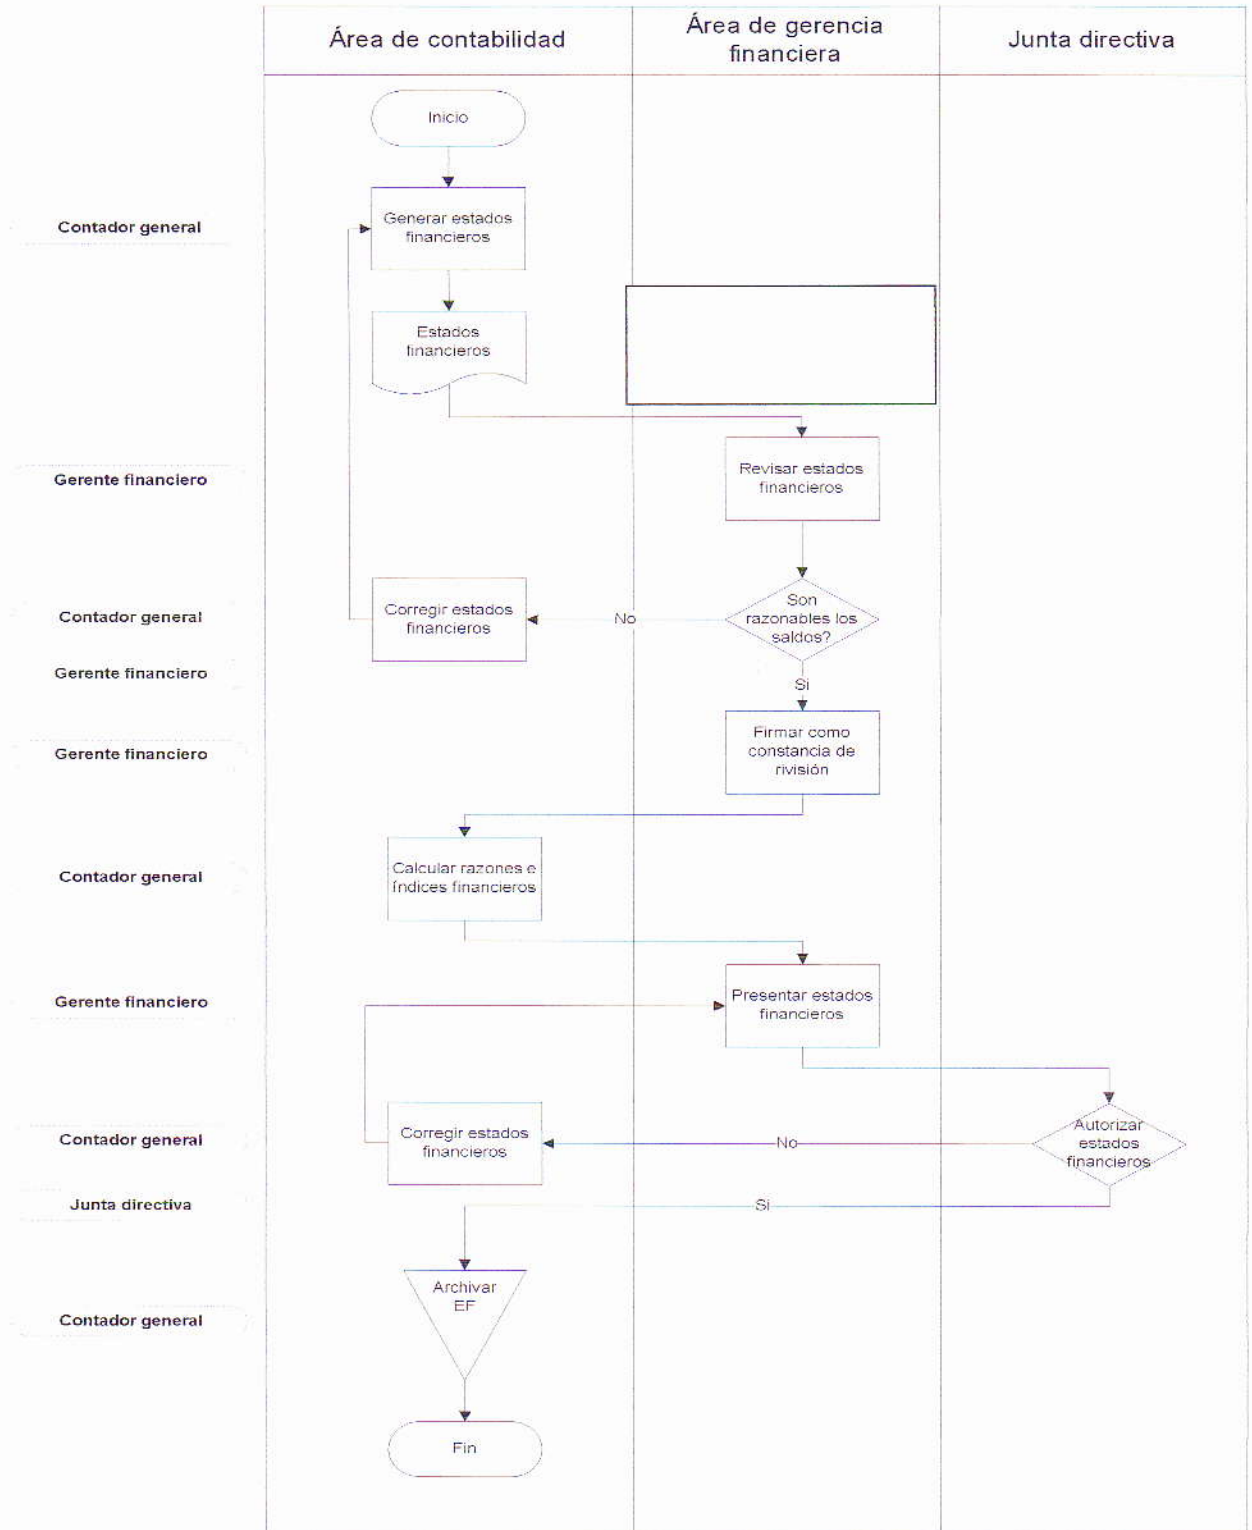 Área de contabilidad
Área de gerencia
financiera
Junta directiva
Inicio
Contador general
Generar estados
financieros
Estados
financieros
Gerente financiero
Revisar estados
financieros
Contador general
Corregir estados
financieros
No
Son
razonables los
saldos?
Gerente financiero
Si
Gerente financiero
Firmar como
constancia de
rivisión
Contador general
Calcular razones e
índices financieros
Gerente financiero
Presentar estados
financieros
Contador general
Corregir estados
financieros
No
Autorizar
estados
financieros
Junta directiva
Si
Contador general
Archivar
EF
Fin